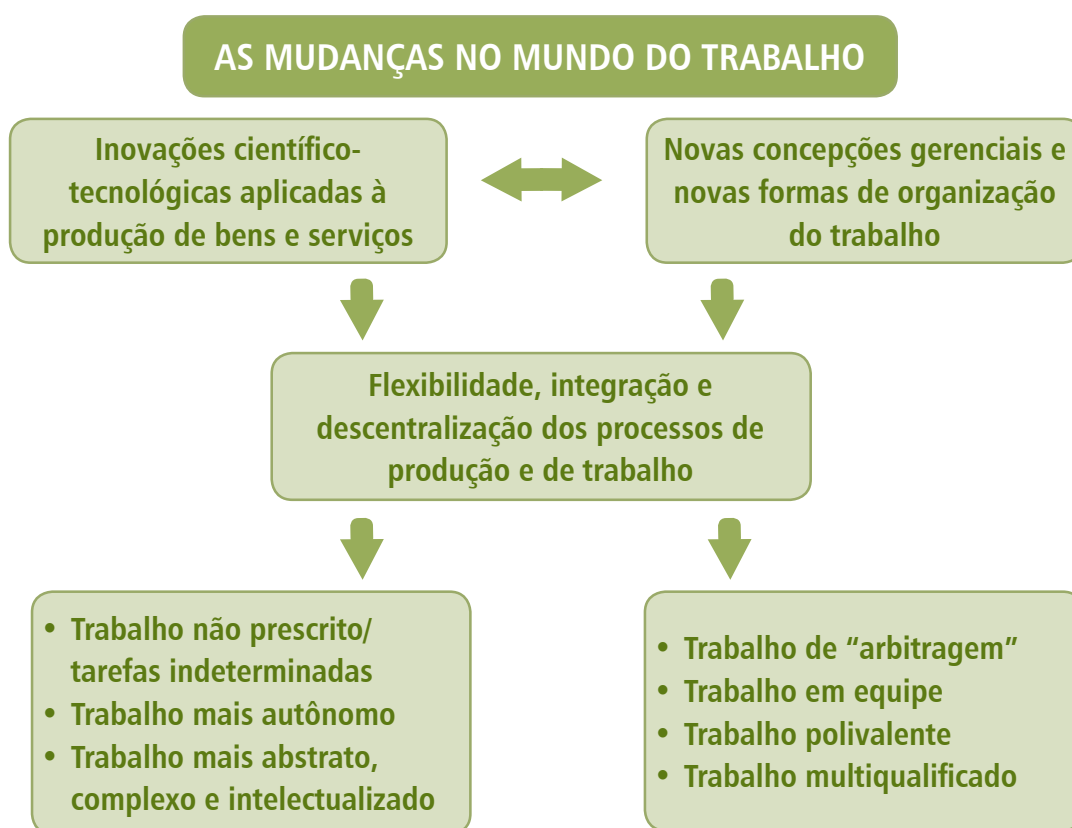 AS MUDANÇAS NO MUNDO DO TRABALHO
Inovações científico-
tecnológicas aplicadas à
produção de bens e serviços
Novas concepções gerenciais e
novas formas de organização
do trabalho
Flexibilidade, integração e
descentralização dos processos de
produção e de trabalho
• Trabalho não prescrito/
tarefas indeterminadas
• Trabalho mais autônomo
• Trabalho mais abstrato,
complexo e intelectualizado
• Trabalho de “arbitragem”
• Trabalho em equipe
• Trabalho polivalente
• Trabalho multiqualificado